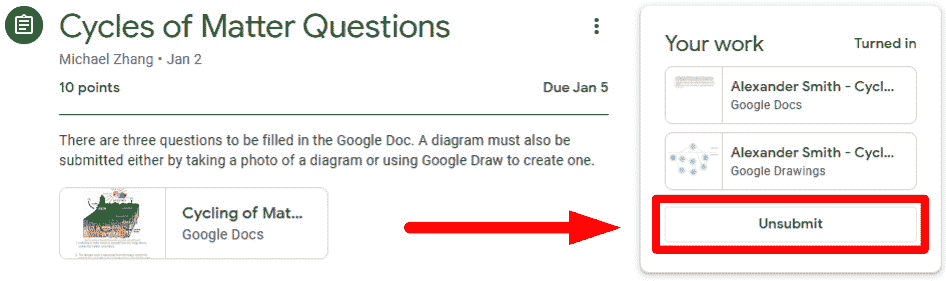 Cycles of Matter Questions
Michael Zhang • Jan 2
10 points
Due Jan 5
There are three questions to be filled in the Google Doc. A diagram must also be
submitted either by taking a photo of a diagram or using Google Draw to create one.
Cycling of Mat...
Google Docs
Your work
Turned in
Alexander Smith - Cycl...
Google Docs
Alexander Smith - Cycl...
Google Drawings
Unsubmit